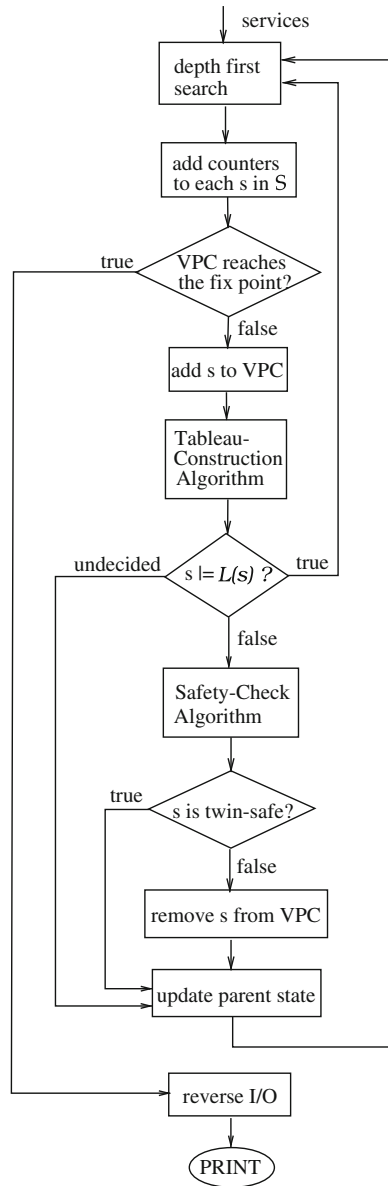 services
depth first
search
add counters
to each s in S
true
VPC reaches
the fix point?
false
add s to VPC
Tableau-
Construction
Algorithm
undecided
s |= L(s) ?
true
false
Safety-Check
Algorithm
true
s is twin-safe?
false
remove s from VPC
update parent state
reverse I/O
PRINT